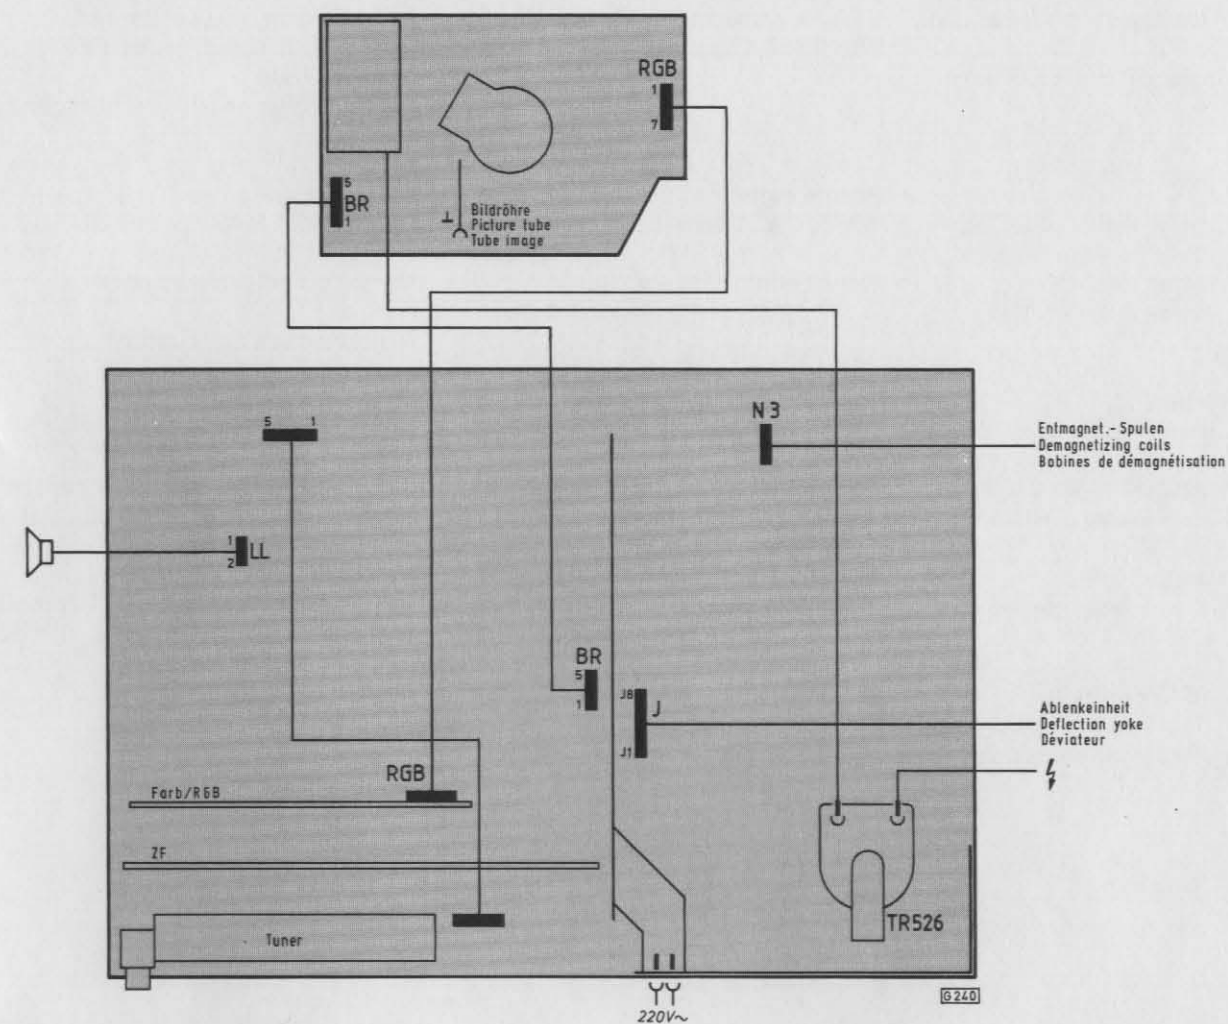 RGB
1
7
5
BR
1
⊥
Bildröhre
Picture tube
Tube image
N3
5 1
Entmagnet.-Spulen
Demagnetizing coils
Bobines de démagnétisation
1
LL
2
BR
5
1
J8
J
J1
Ablenkeinheit
Deflection yoke
Déviateur
RGB
Farb/RGB
ZF
TR526
Tuner
G240
220V~